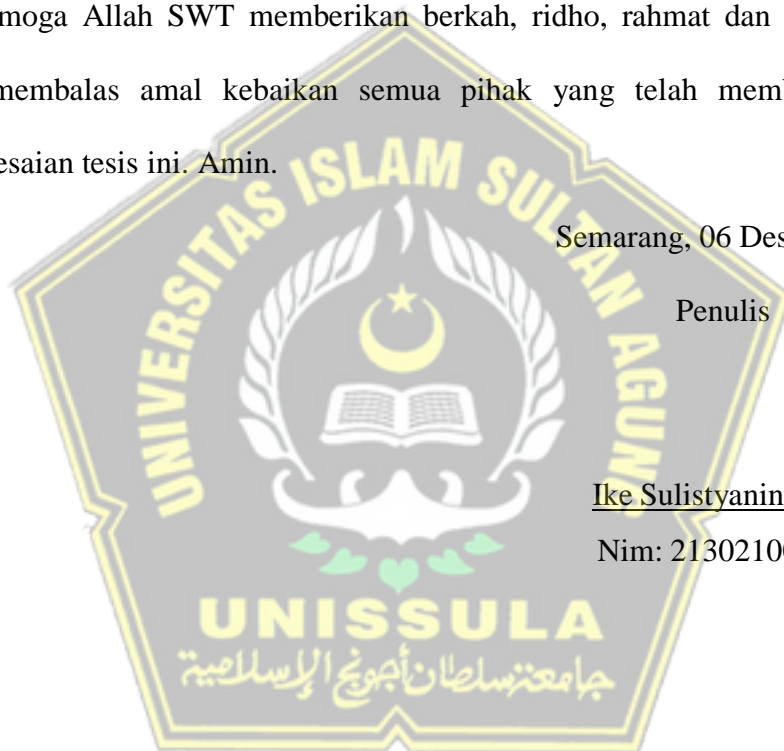 moga Allah SWT memberikan berkah, ridho, rahmat dan
membalas amal kebaikan semua pihak yang telah memb
esaian tesis ini. Amin.
Semarang, 06 Des
Penulis
Ike Sulistyanin
Nim: 2130210
UNIVERSITAS ISLAM SULTAN AGUNG
UNISSULA
جامعة سلطان أجونج الإسلامية